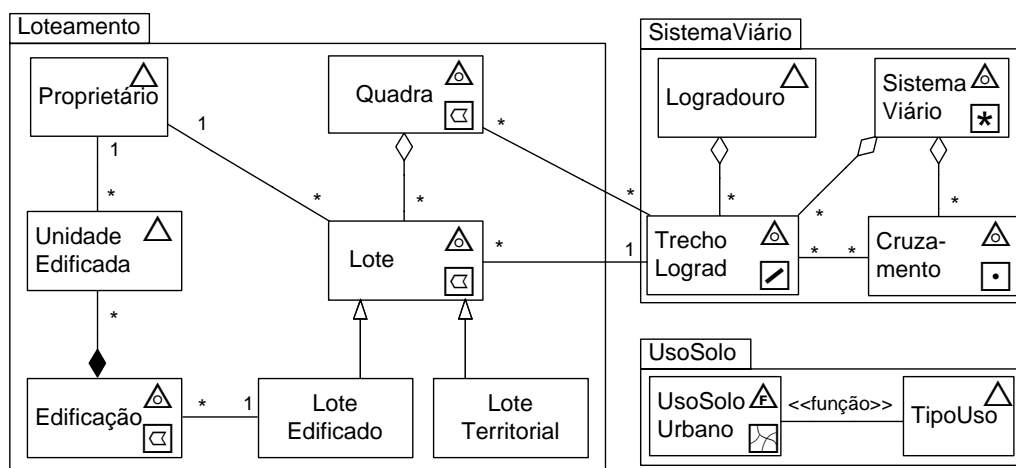 Loteamento
SistemaViário
Proprietário
Quadra
Logradouro
Sistema
Viário
1
*
1
*
*
*
*
*
*
*
Unidade
Edificada
Lote
*
1
Trecho
Lograd
*
*
Cruza-
mento
*
UsoSolo
Edificação
*
1
Lote
Edificado
Lote
Territorial
UsoSolo
Urbano
F
<<função>>
TipoUso